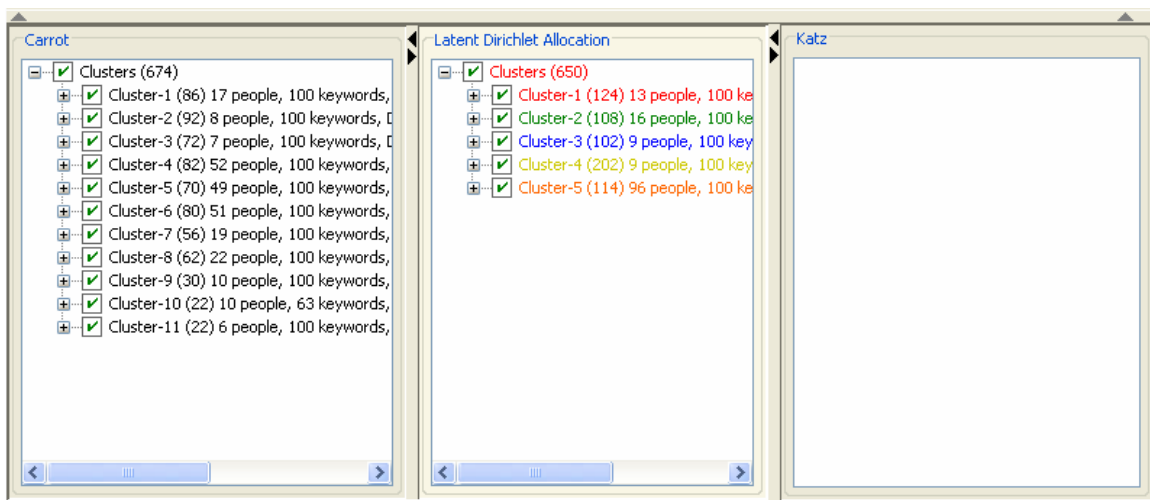 Carrot
Clusters (674)
Cluster-1 (86) 17 people, 100 keywords,
Cluster-2 (92) 8 people, 100 keywords,
Cluster-3 (72) 7 people, 100 keywords,
Cluster-4 (82) 52 people, 100 keywords,
Cluster-5 (70) 49 people, 100 keywords,
Cluster-6 (80) 51 people, 100 keywords,
Cluster-7 (56) 19 people, 100 keywords,
Cluster-8 (62) 22 people, 100 keywords,
Cluster-9 (30) 10 people, 100 keywords,
Cluster-10 (22) 10 people, 63 keywords,
Cluster-11 (22) 6 people, 100 keywords,
Latent Dirichlet Allocation
Clusters (650)
Cluster-1 (124) 13 people, 100 ke
Cluster-2 (108) 16 people, 100 ke
Cluster-3 (102) 9 people, 100 key
Cluster-4 (202) 9 people, 100 key
Cluster-5 (114) 96 people, 100 ke
Katz